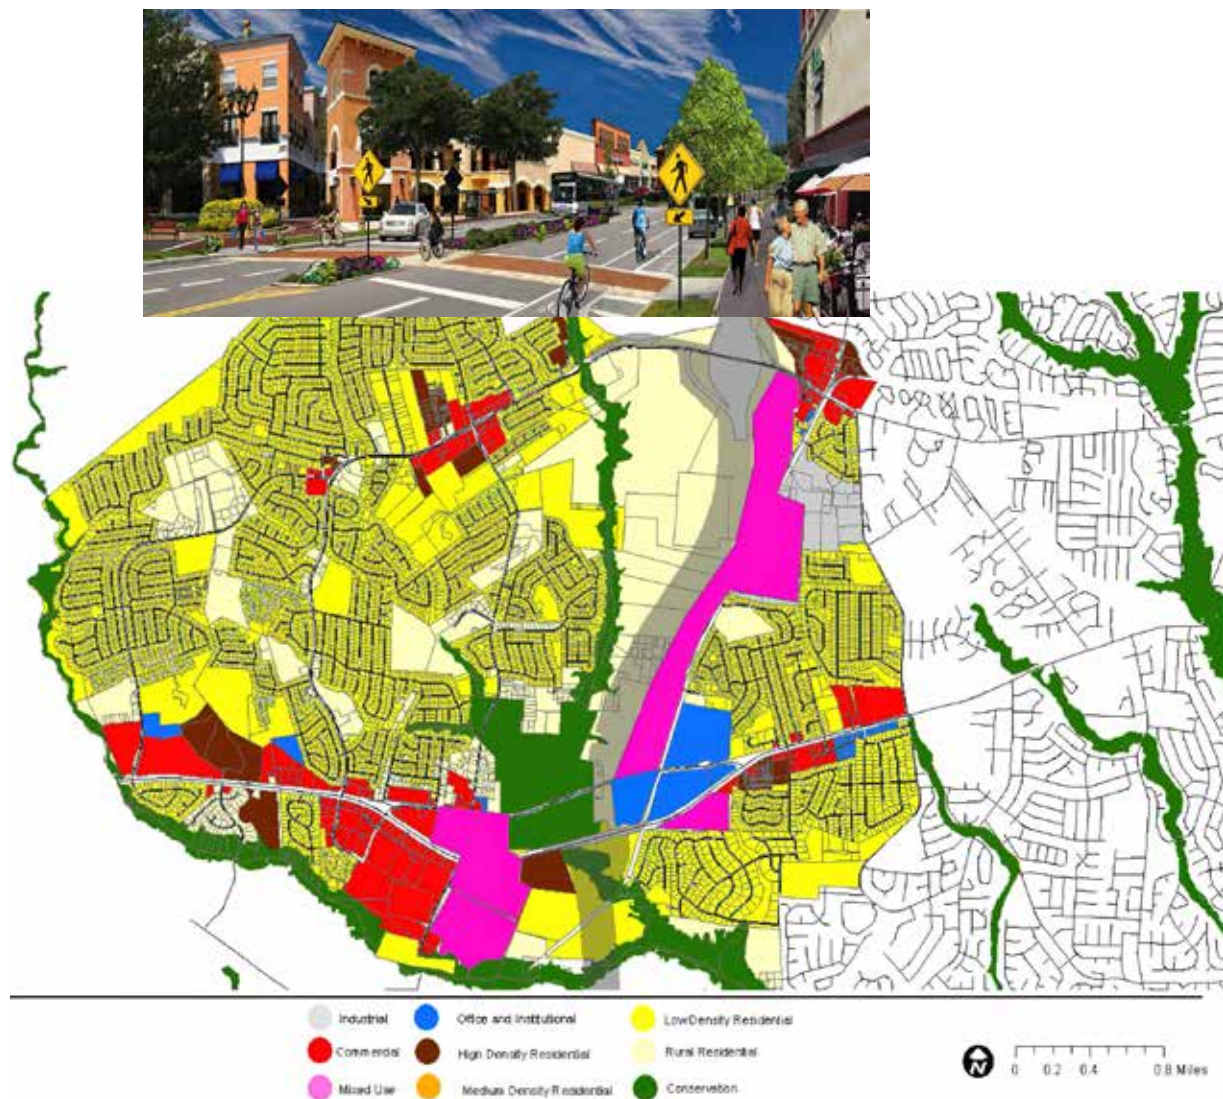 Industrial
Office and Institutional
Low Density Residential
Commercial
High Density Residential
Rural Residential
Mixed Use
Medium Density Residential
Conservation
N
0 0.2 0.4 0.8 Miles